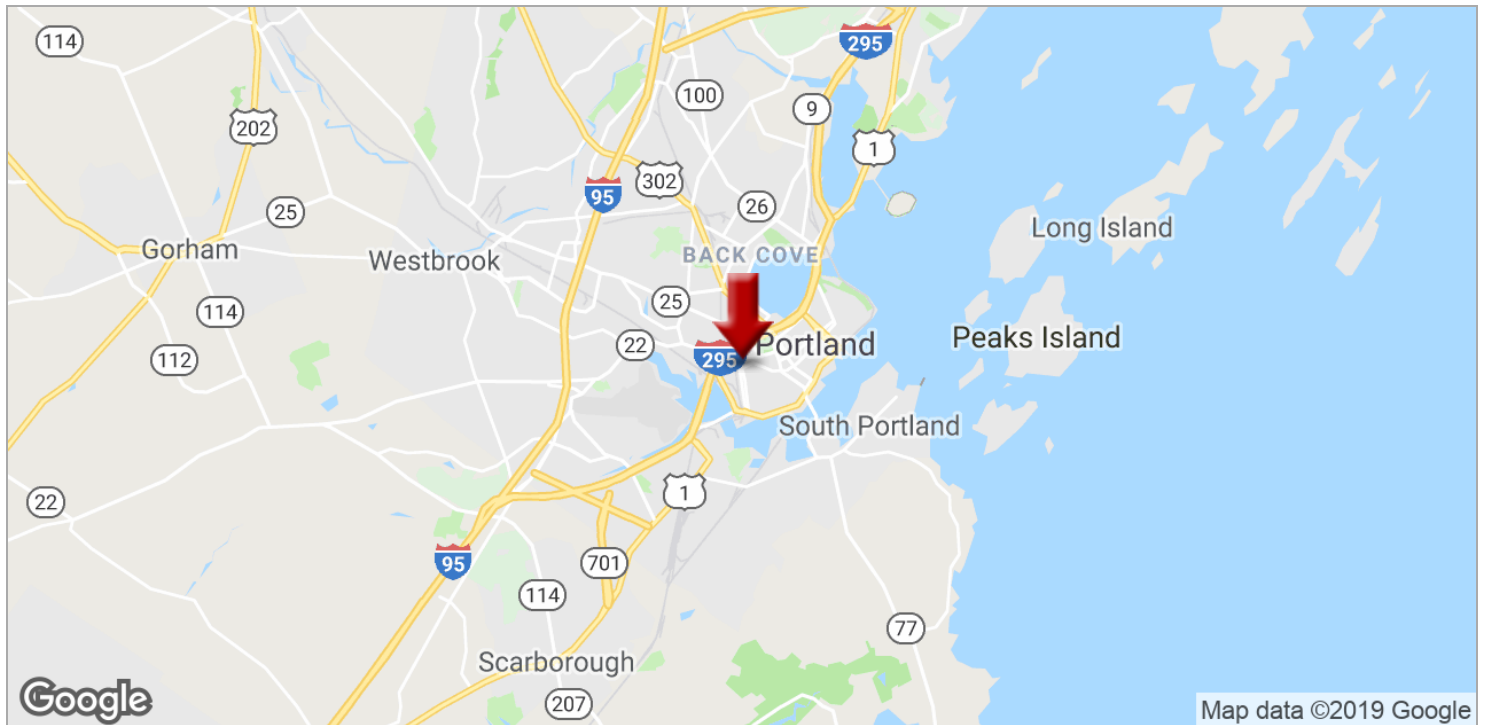 114
295
100
9
202
1
302
95
26
25
Long Island
Gorham
BACK COVE
Westbrook
25
114
Peaks Island
Portland
22
112
295
South Portland
1
22
95
701
114
77
Scarborough
207
Google
Map data ©2019 Google